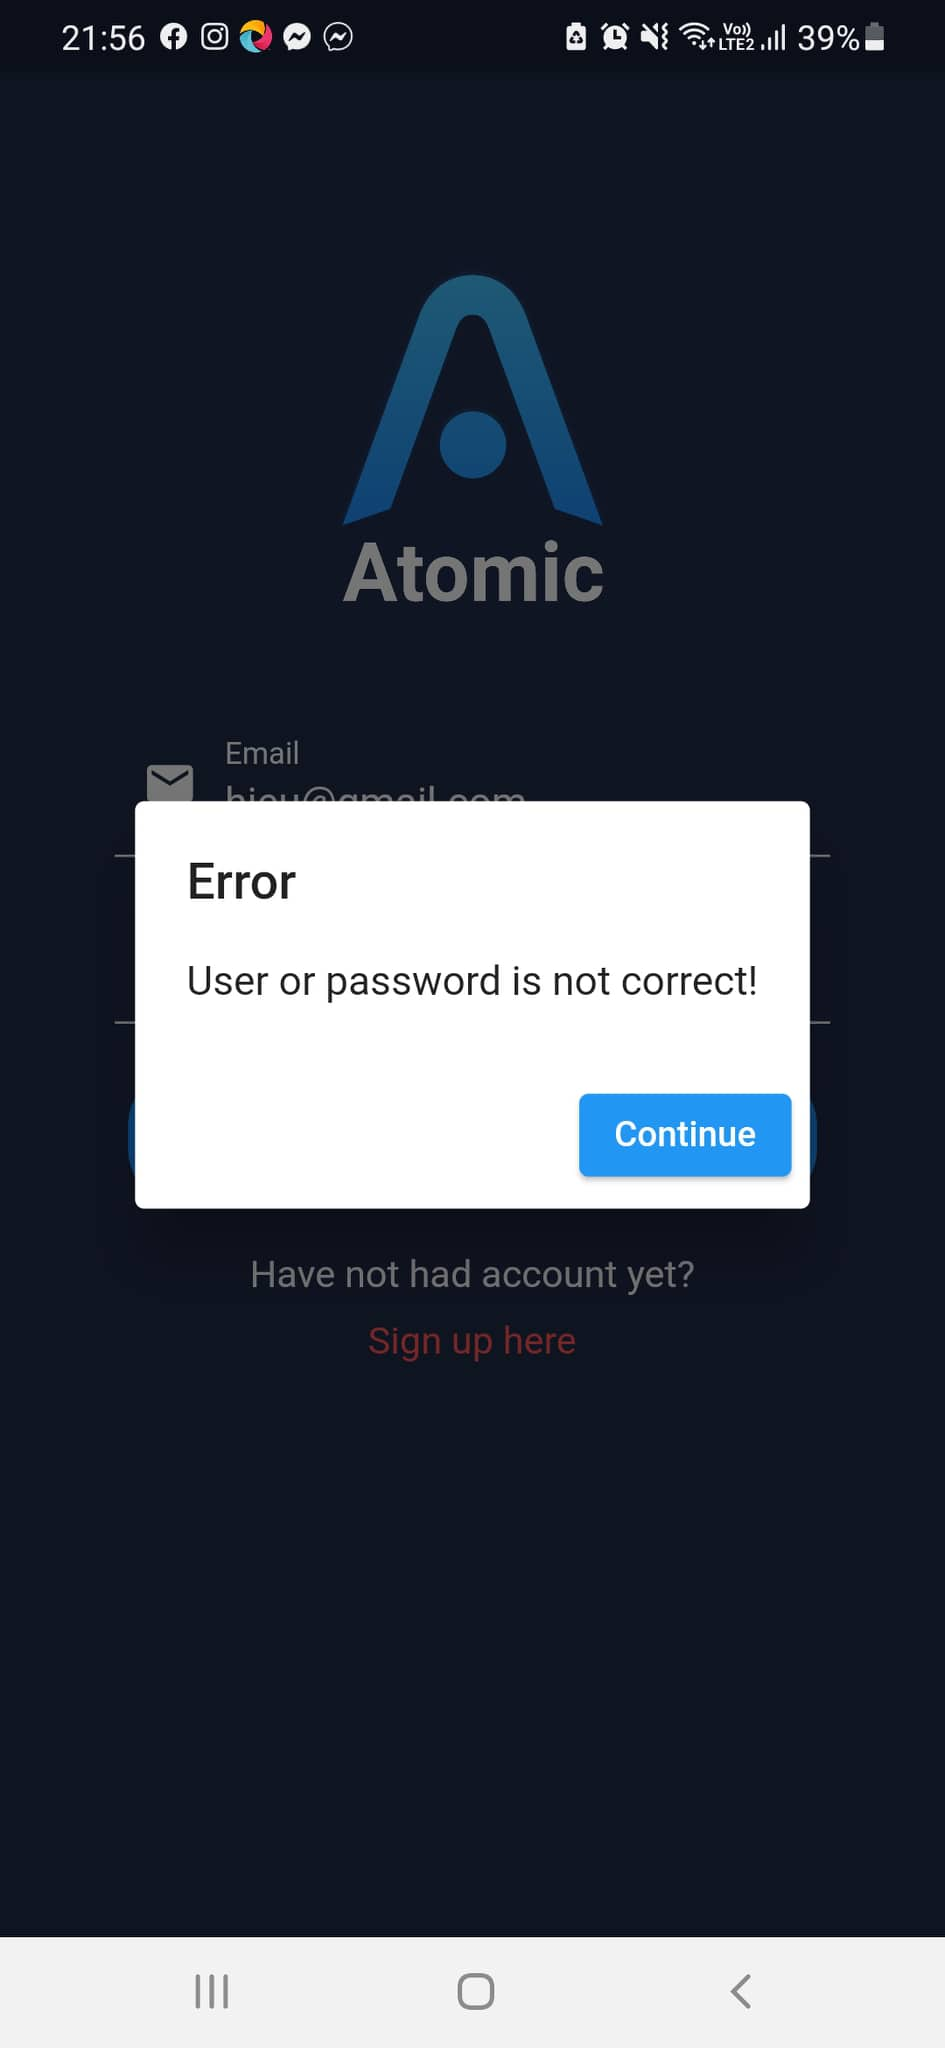 21:56
Vo))
LTE2
39%
Atomic
Email
hieu@gmail.com
Error
User or password is not correct!
Continue
Have not had account yet?
Sign up here